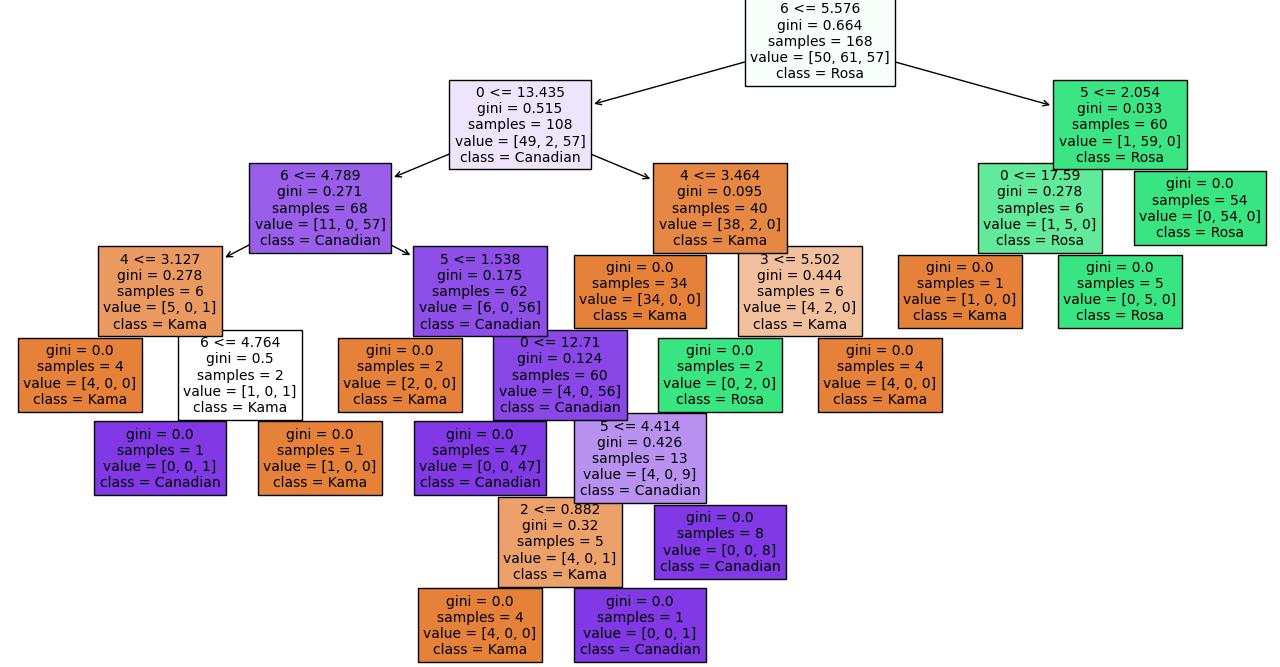 6 <= 5.576
gini = 0.664
samples = 168
value = [50, 61, 57]
class = Rosa
0 <= 13.435
gini = 0.515
samples = 108
value = [49, 2, 57]
class = Canadian
5 <= 2.054
gini = 0.033
samples = 60
value = [1, 59, 0]
class = Rosa
6 <= 4.789
gini = 0.271
samples = 68
value = [11, 0, 57]
class = Canadian
4 <= 3.464
gini = 0.095
samples = 40
value = [38, 2, 0]
class = Kama
0 <= 17.59
gini = 0.278
samples = 6
value = [1, 5, 0]
class = Rosa
gini = 0.0
samples = 54
value = [0, 54, 0]
class = Rosa
4 <= 3.127
gini = 0.278
samples = 6
value = [5, 0, 1]
class = Kama
5 <= 1.538
gini = 0.175
samples = 62
value = [6, 0, 56]
class = Canadian
gini = 0.0
samples = 34
value = [34, 0, 0]
class = Kama
3 <= 5.502
gini = 0.444
samples = 6
value = [4, 2, 0]
class = Kama
gini = 0.0
samples = 1
value = [1, 0, 0]
class = Kama
gini = 0.0
samples = 5
value = [0, 5, 0]
class = Rosa
gini = 0.0
samples = 4
value = [4, 0, 0]
class = Kama
6 <= 4.764
gini = 0.5
samples = 2
value = [1, 0, 1]
class = Kama
gini = 0.0
samples = 2
value = [2, 0, 0]
class = Kama
0 <= 12.71
gini = 0.124
samples = 60
value = [4, 0, 56]
class = Canadian
gini = 0.0
samples = 2
value = [0, 2, 0]
class = Rosa
gini = 0.0
samples = 4
value = [4, 0, 0]
class = Kama
gini = 0.0
samples = 1
value = [0, 0, 1]
class = Canadian
gini = 0.0
samples = 1
value = [1, 0, 0]
class = Kama
gini = 0.0
samples = 47
value = [0, 0, 47]
class = Canadian
5 <= 4.414
gini = 0.426
samples = 13
value = [4, 0, 9]
class = Canadian
2 <= 0.882
gini = 0.32
samples = 5
value = [4, 0, 1]
class = Kama
gini = 0.0
samples = 8
value = [0, 0, 8]
class = Canadian
gini = 0.0
samples = 4
value = [4, 0, 0]
class = Kama
gini = 0.0
samples = 1
value = [0, 0, 1]
class = Canadian